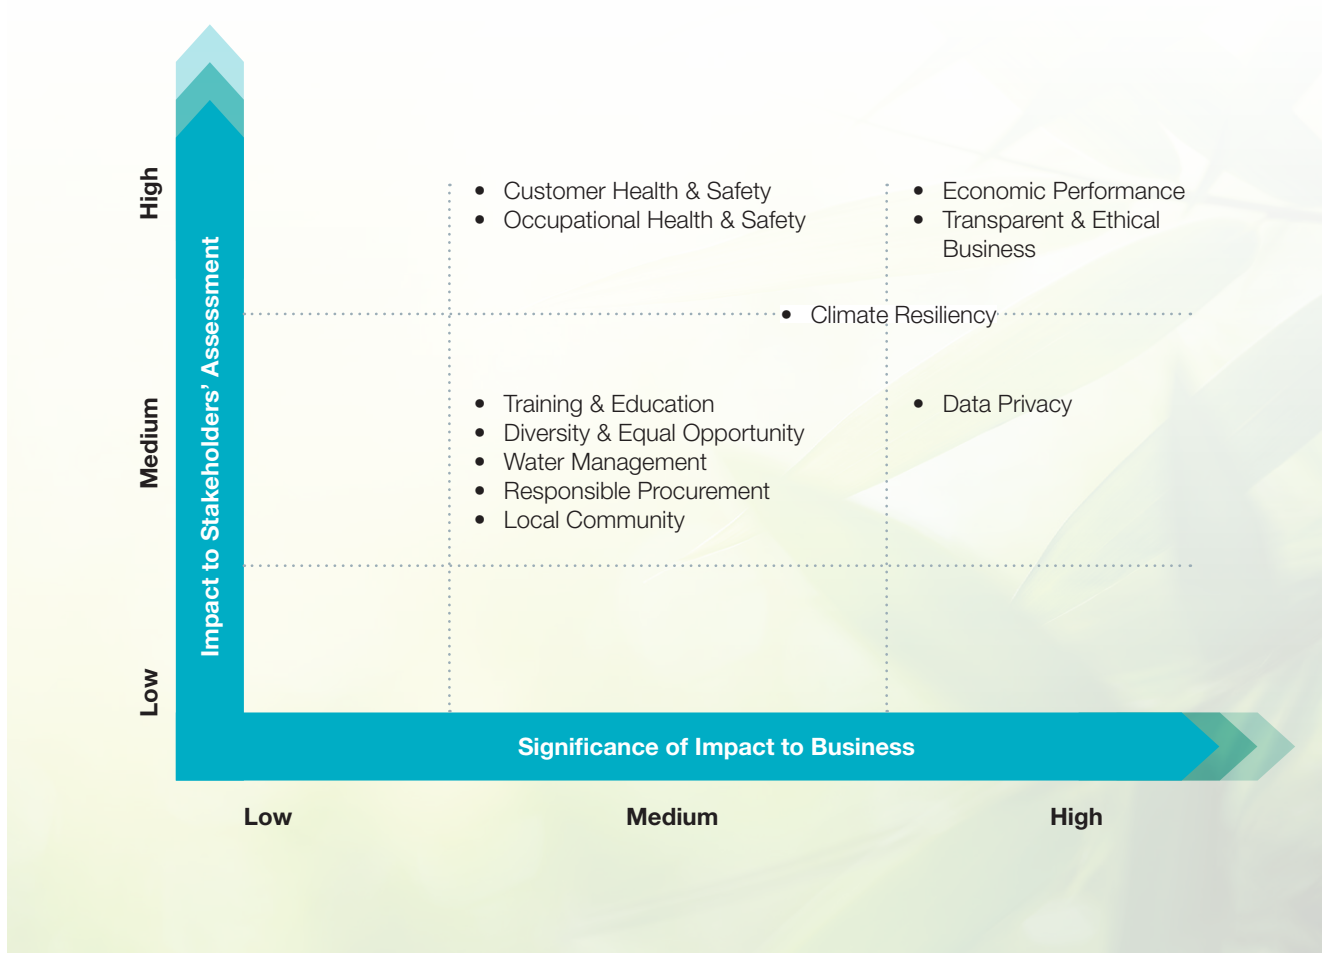 High
Medium
Low
Impact to Stakeholders’ Assessment
• Customer Health & Safety
• Occupational Health & Safety
• Economic Performance
• Transparent & Ethical
Business
• Climate Resiliency
• Training & Education
• Diversity & Equal Opportunity
• Water Management
• Responsible Procurement
• Local Community
• Data Privacy
Significance of Impact to Business
Low
Medium
High